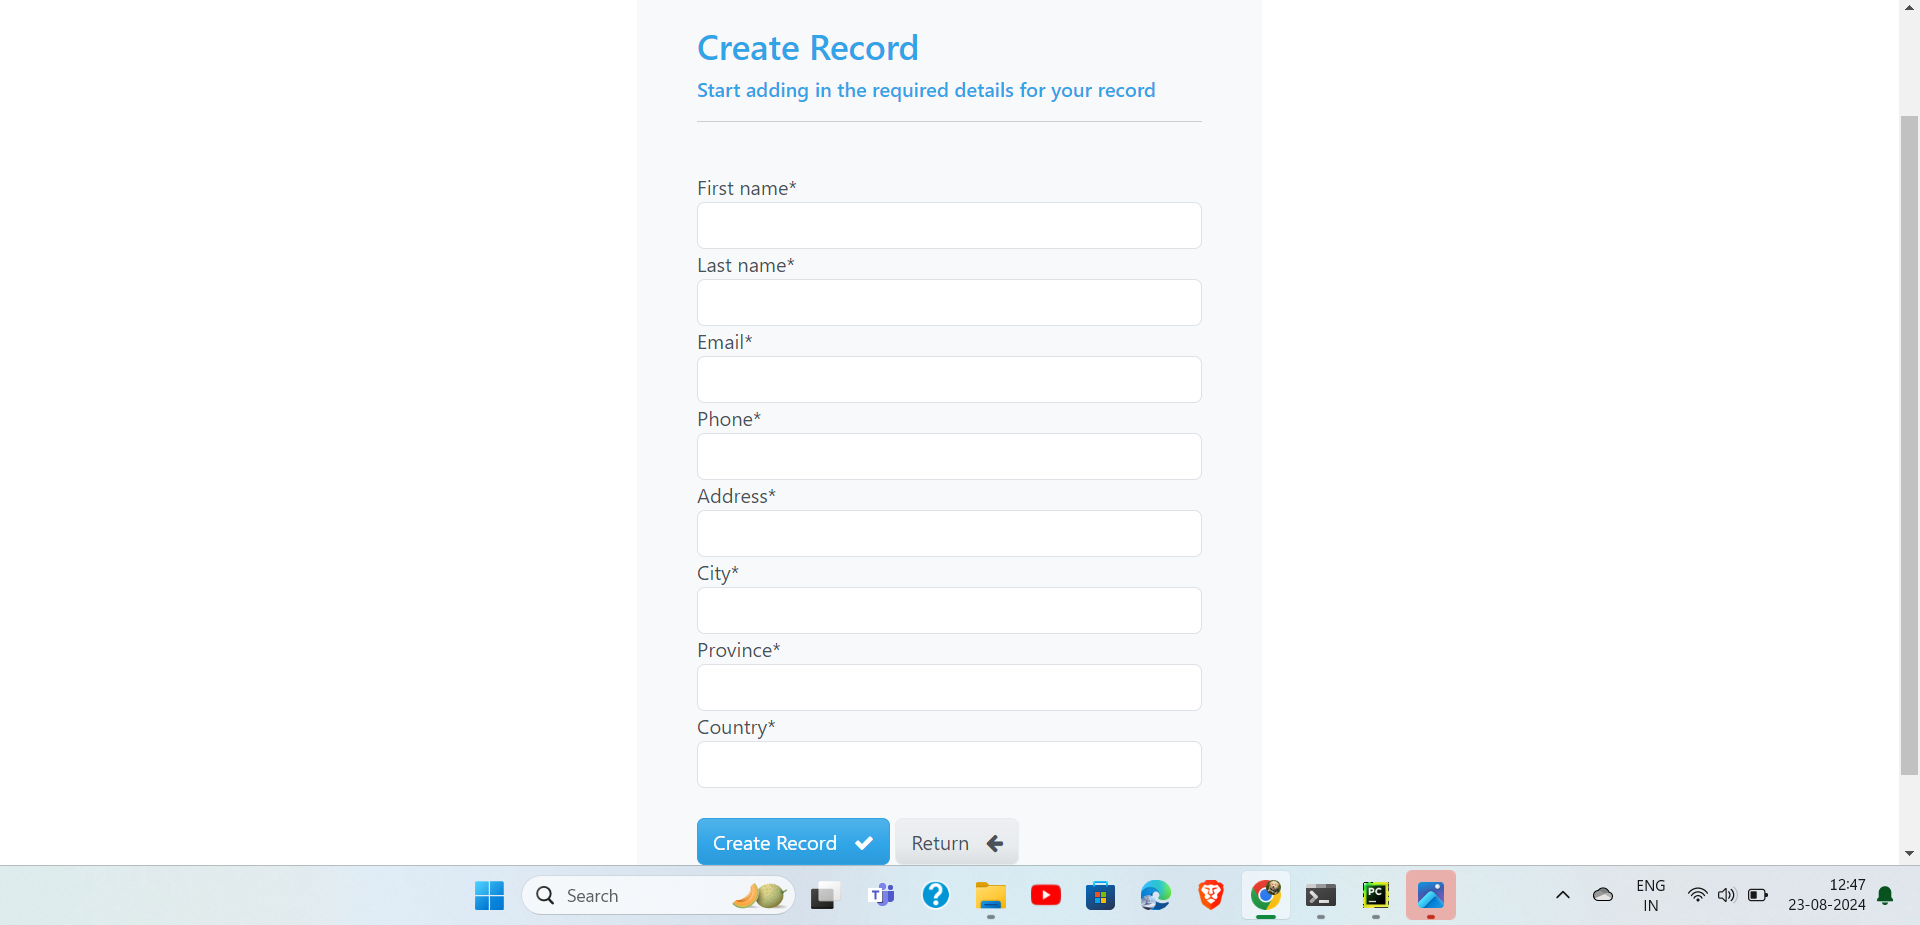 Create Record
Start adding in the required details for your record
First name*
Last name*
Email*
Phone*
Address*
City*
Province*
Country*
Create Record
Return
Search
T
?
PC
ENG
IN
12:47
23-08-2024